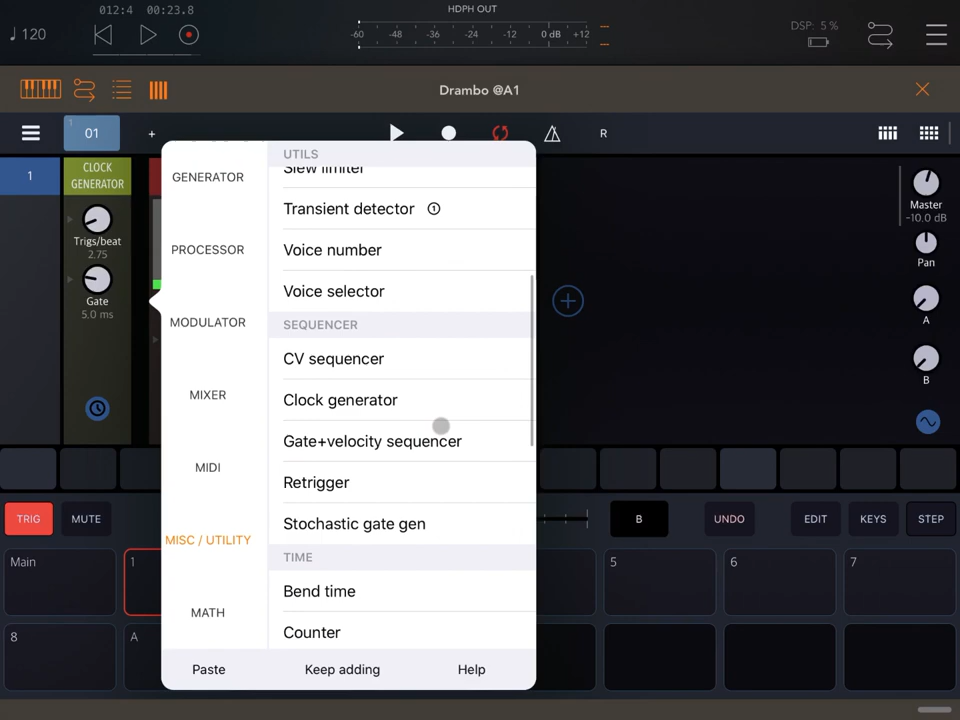 012:4 00:23.8
HDPH OUT
♩120
-60 -48 -36 -24 -12 0 dB +12
DSP: 5 %
Drambo @A1
1
01
+
R
1
CLOCK
GENERATOR
Trigs/beat
2.75
Gate
5.0 ms
GENERATOR
PROCESSOR
MODULATOR
MIXER
MIDI
MISC / UTILITY
MATH
UTILS
Slew limiter
Transient detector 1
Voice number
Voice selector
SEQUENCER
CV sequencer
Clock generator
Gate+velocity sequencer
Retrigger
Stochastic gate gen
TIME
Bend time
Counter
Paste
Keep adding
Help
Master
-10.0 dB
Pan
A
B
TRIG
MUTE
B
UNDO
EDIT
KEYS
STEP
Main
1
5
6
7
8
A